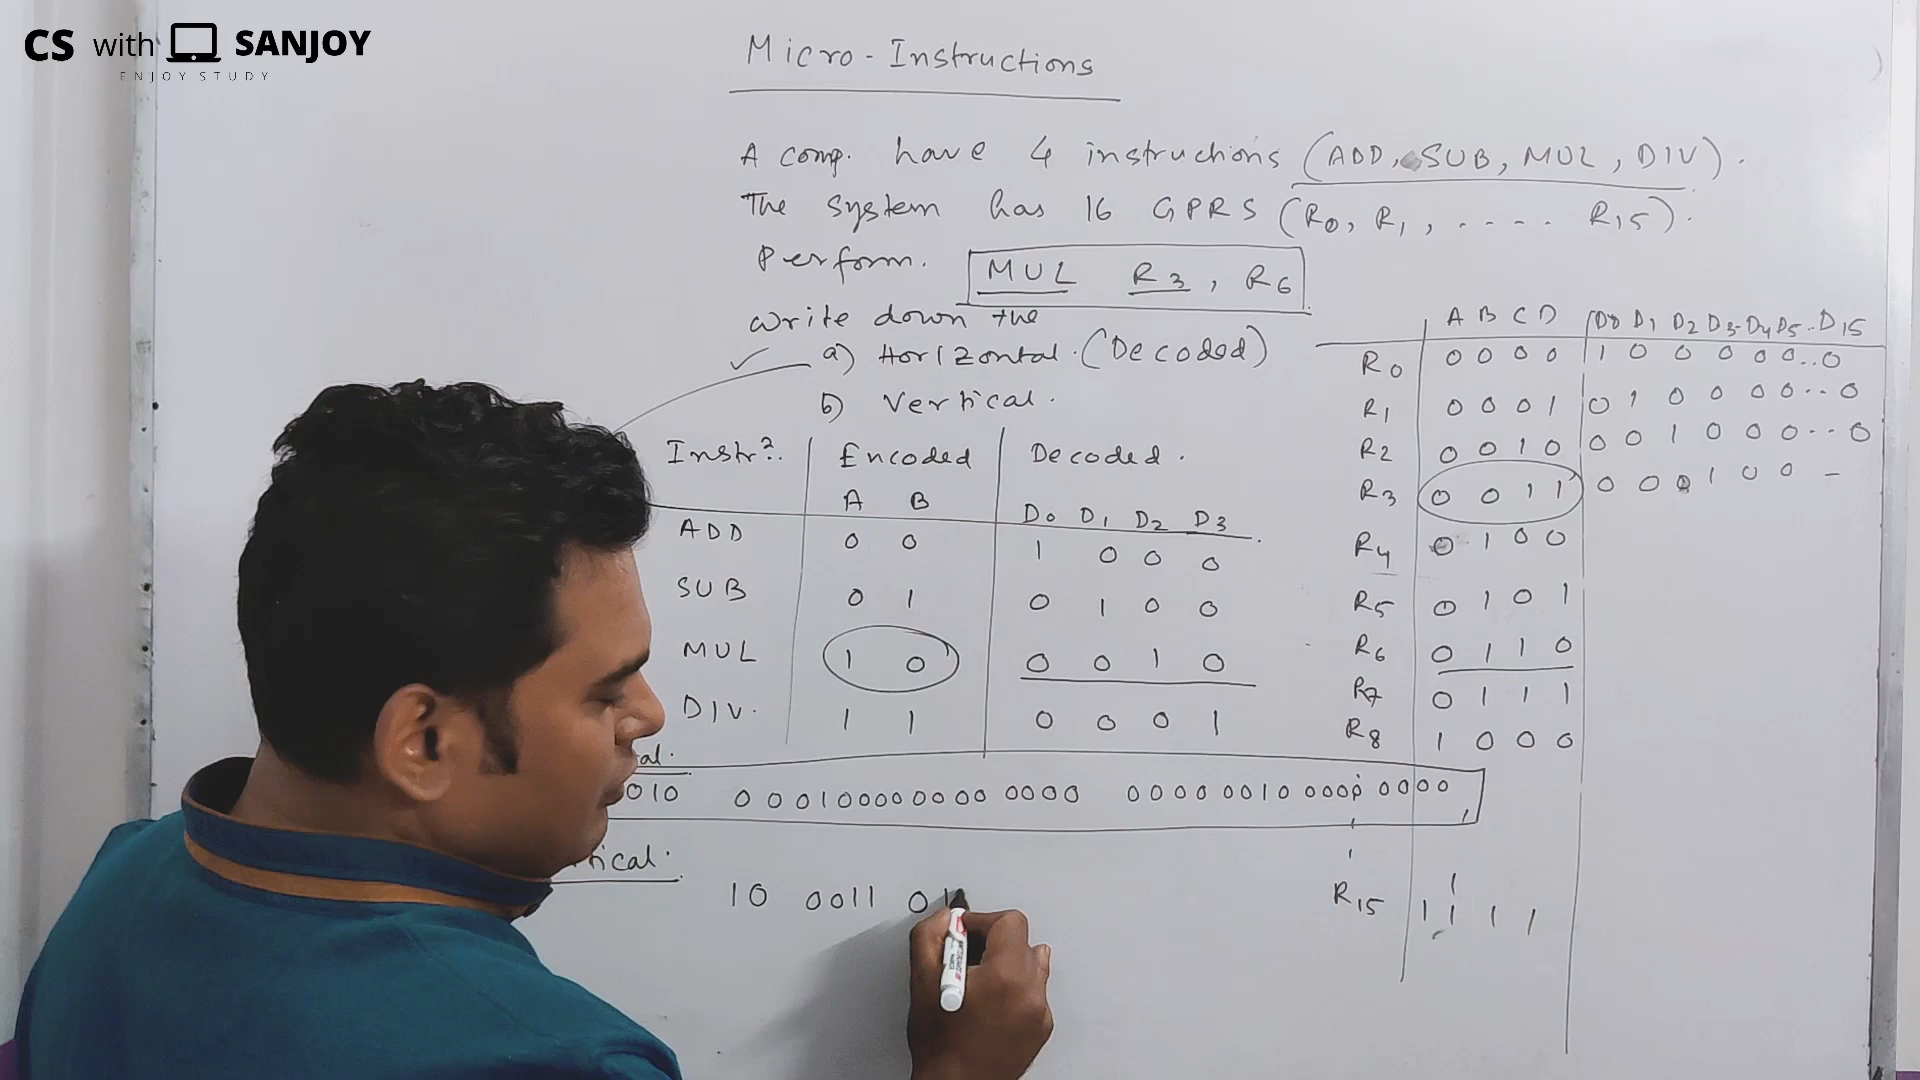 CS with SANJOY
ENJOY STUDY
Micro-Instructions
A comp. have 4 instructions (ADD, SUB, MUL, DIV).
The system has 16 GPRS (R0, R1, .... R15).
Perform. MUL R3, R6
Write down the
a) Horizontal. (Decoded)
b) Vertical.
Instr?. Encoded Decoded.
A B D0 D1 D2 D3
ADD 0 0 1 0 0 0
SUB 0 1 0 1 0 0
MUL 1 0 0 0 1 0
DIV. 1 1 0 0 0 1
A B C D D0 D1 D2 D3 D4 D5 .. D15
R0 0 0 0 0 1 0 0 0 0 0 .. 0
R1 0 0 0 1 0 1 0 0 0 0 .. 0
R2 0 0 1 0 0 0 1 0 0 0 .. 0
R3 0 0 1 1 0 0 0 1 0 0 -
R4 0 1 0 0
R5 0 1 0 1
R6 0 1 1 0
R7 0 1 1 1
R8 1 0 0 0
R15 1 1 1 1
al.
010 000100000000 0000 0000 0010 0000 0000
tical.
10 0011 01